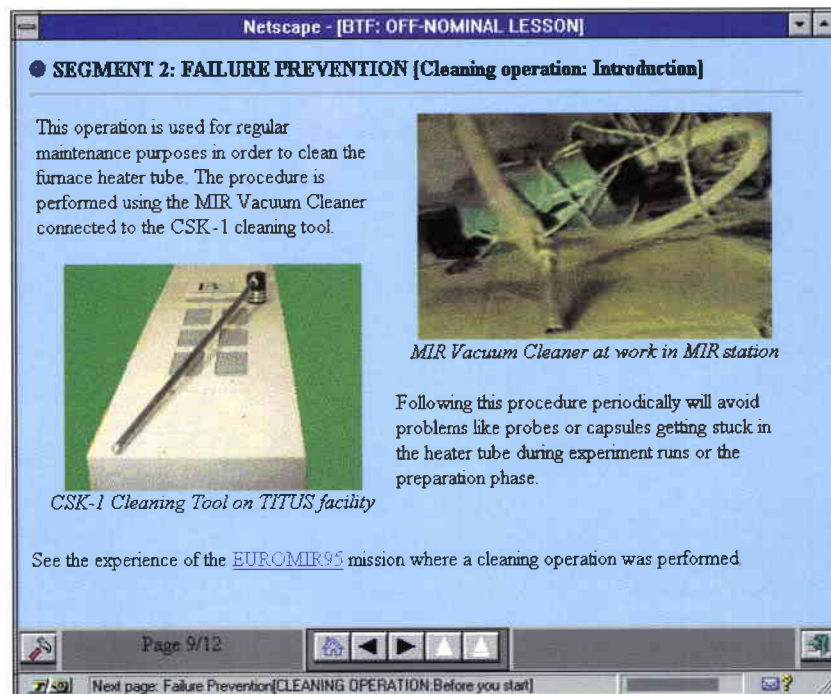 Netscape - [BTF: OFF-NOMINAL LESSON]
SEGMENT 2: FAILURE PREVENTION [Cleaning operation: Introduction]
This operation is used for regular
maintenance purposes in order to clean the
furnace heater tube. The procedure is
performed using the MIR Vacuum Cleaner
connected to the CSK-1 cleaning tool.
MIR Vacuum Cleaner at work in MIR station
CSK-1 Cleaning Tool on TITUS facility
Following this procedure periodically will avoid
problems like probes or capsules getting stuck in
the heater tube during experiment runs or the
preparation phase.
See the experience of the EUROMIR95 mission where a cleaning operation was performed.
Page 9/12
Next page: Failure Prevention[CLEANING OPERATION:Before you start]